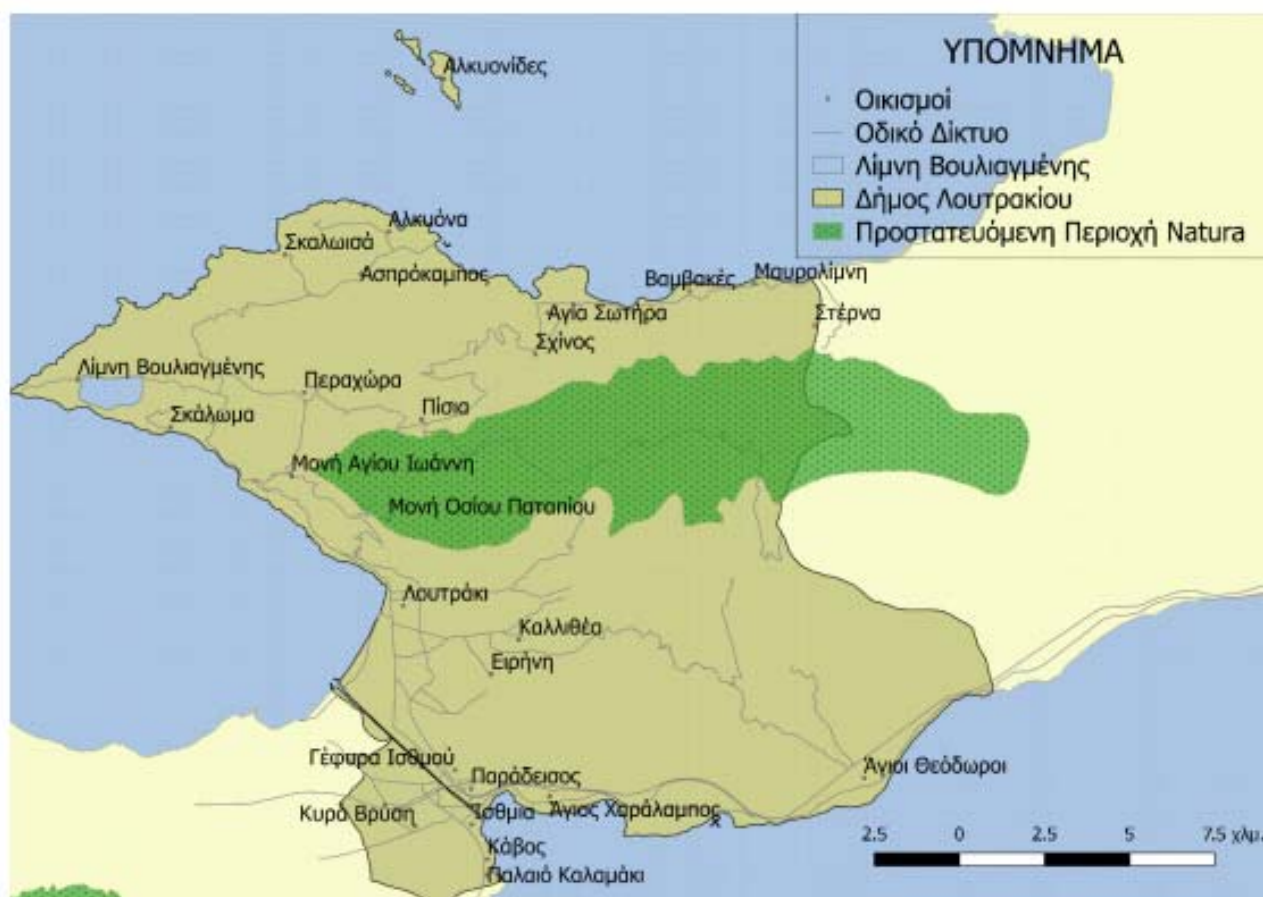 ΥΠΟΜΝΗΜΑ
Οικισμοί
Οδικό Δίκτυο
Λίμνη Βουλιαγμένης
Δήμος Λουτρακίου
Προστατευόμενη Περιοχή Natura
Αλκυονίδες
Αλκυόνα
Σκαλωισά
Ασπρόκαμπος
Βαμβακές
Μαυρολίμνη
Αγία Σωτήρα
Στέρνα
Σχίνος
Λίμνη Βουλιαγμένης
Περαχώρα
Σκάλωμα
Πίσια
Μονή Αγίου Ιωάννη
Μονή Οσίου Παταπίου
Λουτράκι
Καλλιθέα
Ειρήνη
Γέφυρα Ισθμού
Παράδεισος
Άγιοι Θεόδωροι
Κυρά Βρύση
Ίσθμια
Άγιος Χαράλαμπος
Κάβος
Παλαιό Καλαμάκι
2.5 0 2.5 5 7.5 χλμ.